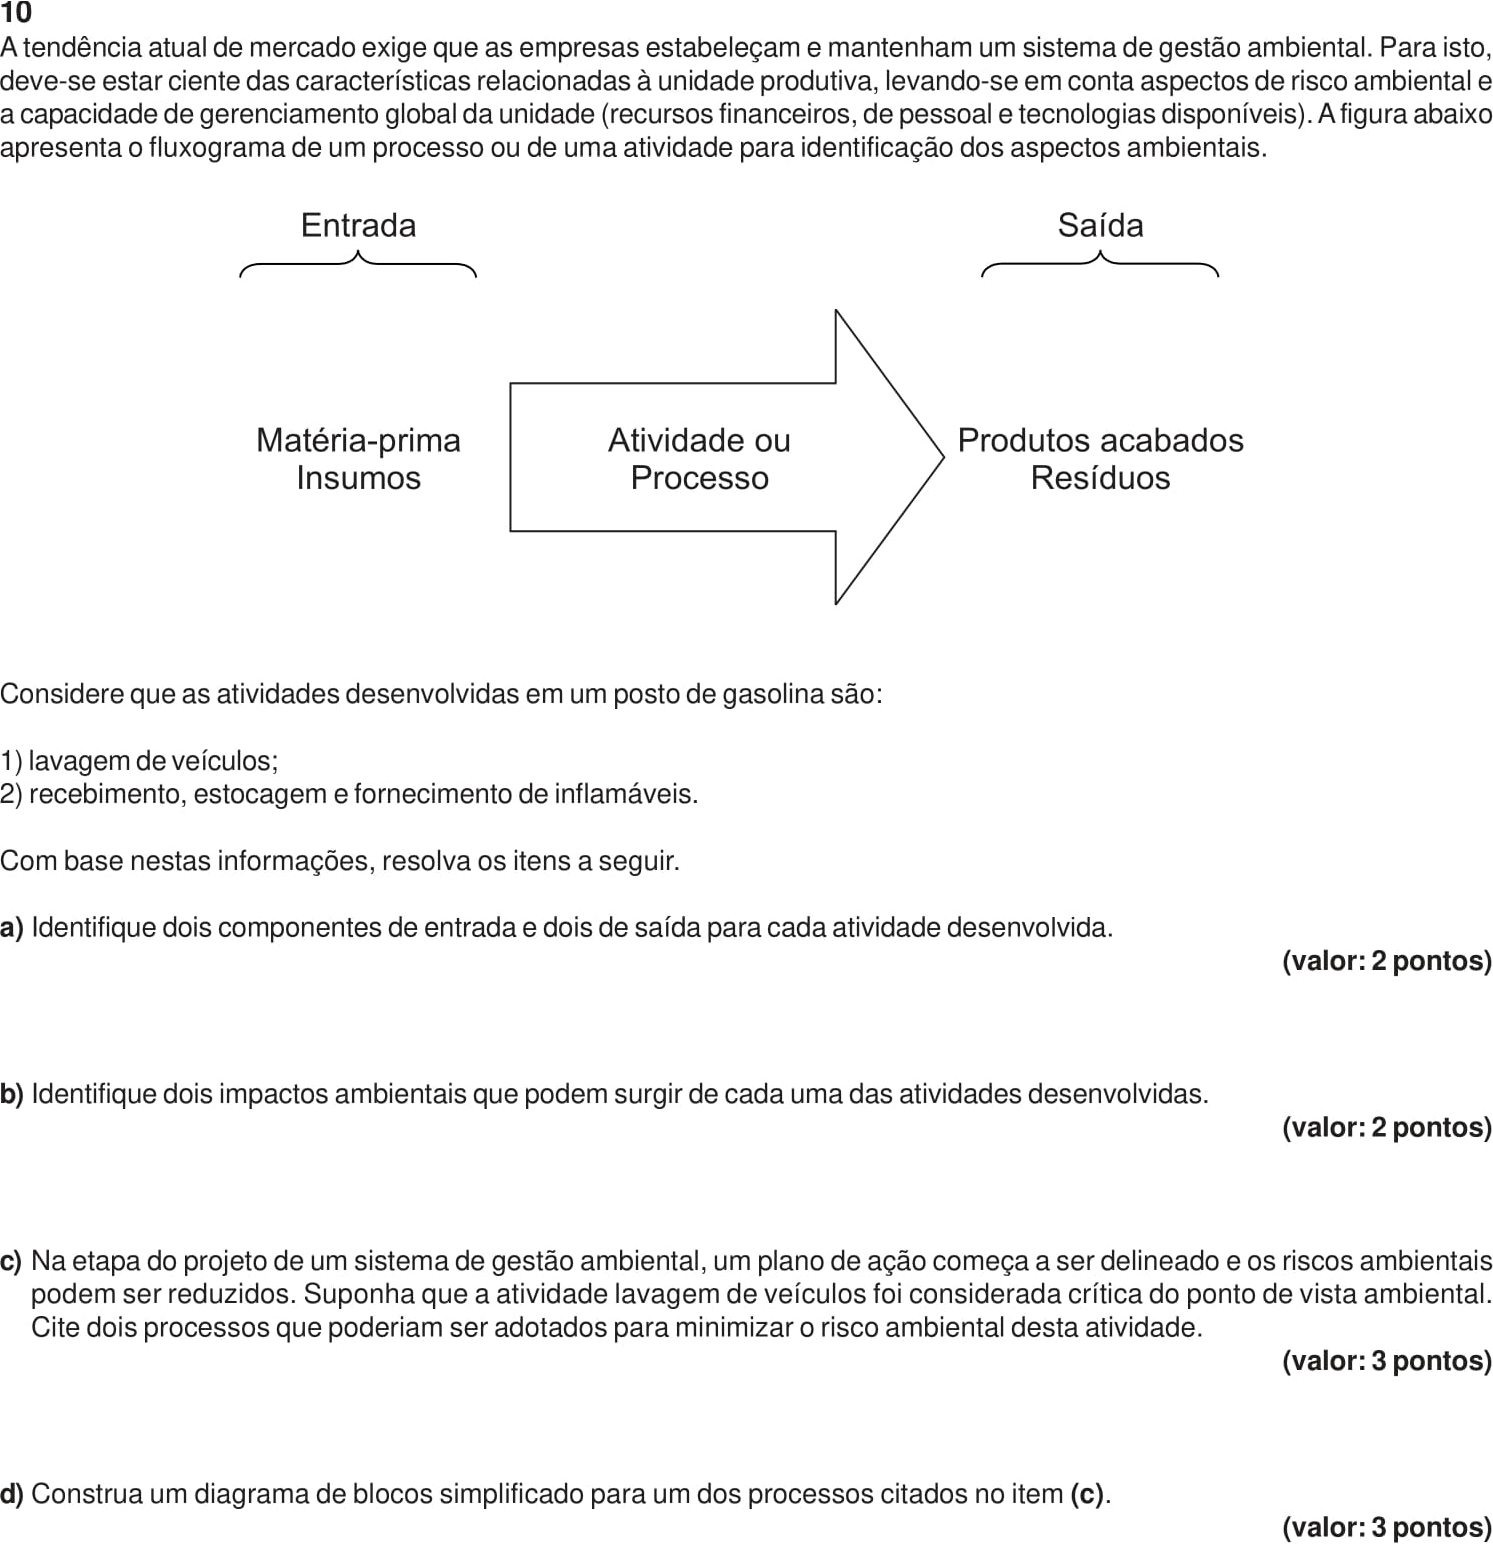 10
A tendência atual de mercado exige que as empresas estabeleçam e mantenham um sistema de gestão ambiental. Para isto,
deve-se estar ciente das características relacionadas à unidade produtiva, levando-se em conta aspectos de risco ambiental e
a capacidade de gerenciamento global da unidade (recursos financeiros, de pessoal e tecnologias disponíveis). A figura abaixo
apresenta o fluxograma de um processo ou de uma atividade para identificação dos aspectos ambientais.
Entrada
Saída
Matéria-prima
Insumos
Atividade ou
Processo
Produtos acabados
Resíduos
Considere que as atividades desenvolvidas em um posto de gasolina são:
1) lavagem de veículos;
2) recebimento, estocagem e fornecimento de inflamáveis.
Com base nestas informações, resolva os itens a seguir.
a) Identifique dois componentes de entrada e dois de saída para cada atividade desenvolvida.
(valor: 2 pontos)
b) Identifique dois impactos ambientais que podem surgir de cada uma das atividades desenvolvidas.
(valor: 2 pontos)
c) Na etapa do projeto de um sistema de gestão ambiental, um plano de ação começa a ser delineado e os riscos ambientais
podem ser reduzidos. Suponha que a atividade lavagem de veículos foi considerada crítica do ponto de vista ambiental.
Cite dois processos que poderiam ser adotados para minimizar o risco ambiental desta atividade.
(valor: 3 pontos)
d) Construa um diagrama de blocos simplificado para um dos processos citados no item (c).
(valor: 3 pontos)